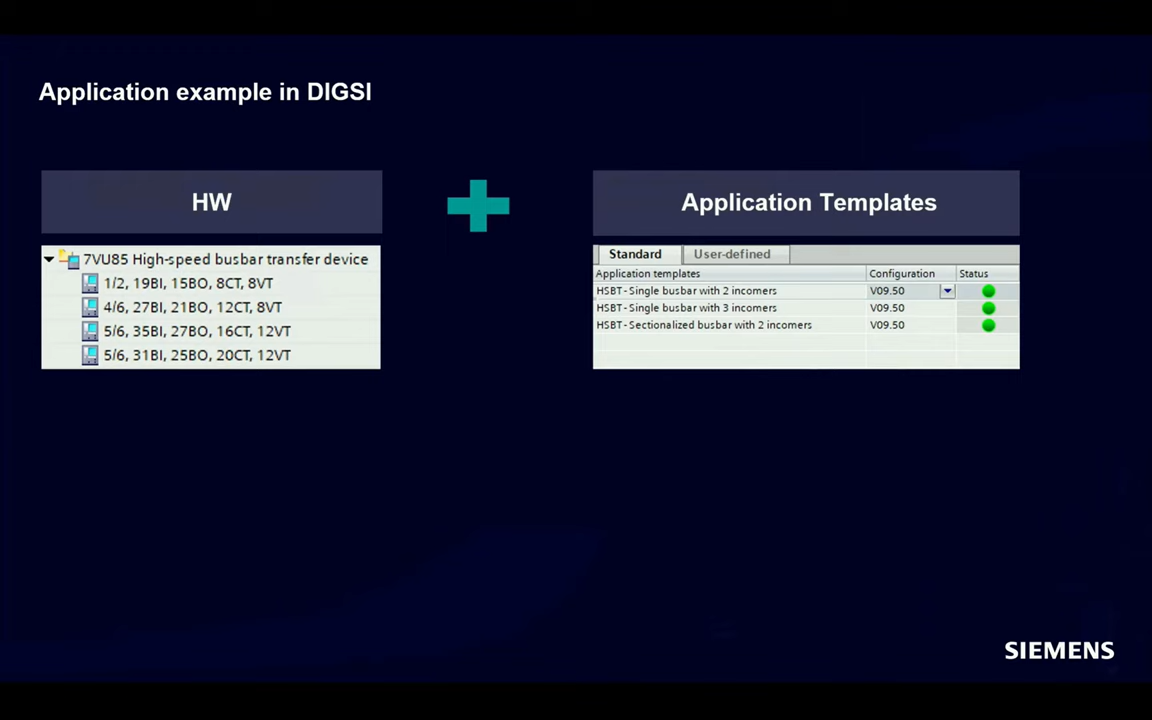 Application example in DIGSI
HW
Application Templates
7VU85 High-speed busbar transfer device
1/2, 19BI, 15BO, 8CT, 8VT
4/6, 27BI, 21BO, 12CT, 8VT
5/6, 35BI, 27BO, 16CT, 12VT
5/6, 31BI, 25BO, 20CT, 12VT
Standard User-defined
Application templates Configuration Status
HSBT - Single busbar with 2 incomers V09.50
HSBT - Single busbar with 3 incomers V09.50
HSBT - Sectionalized busbar with 2 incomers V09.50
SIEMENS